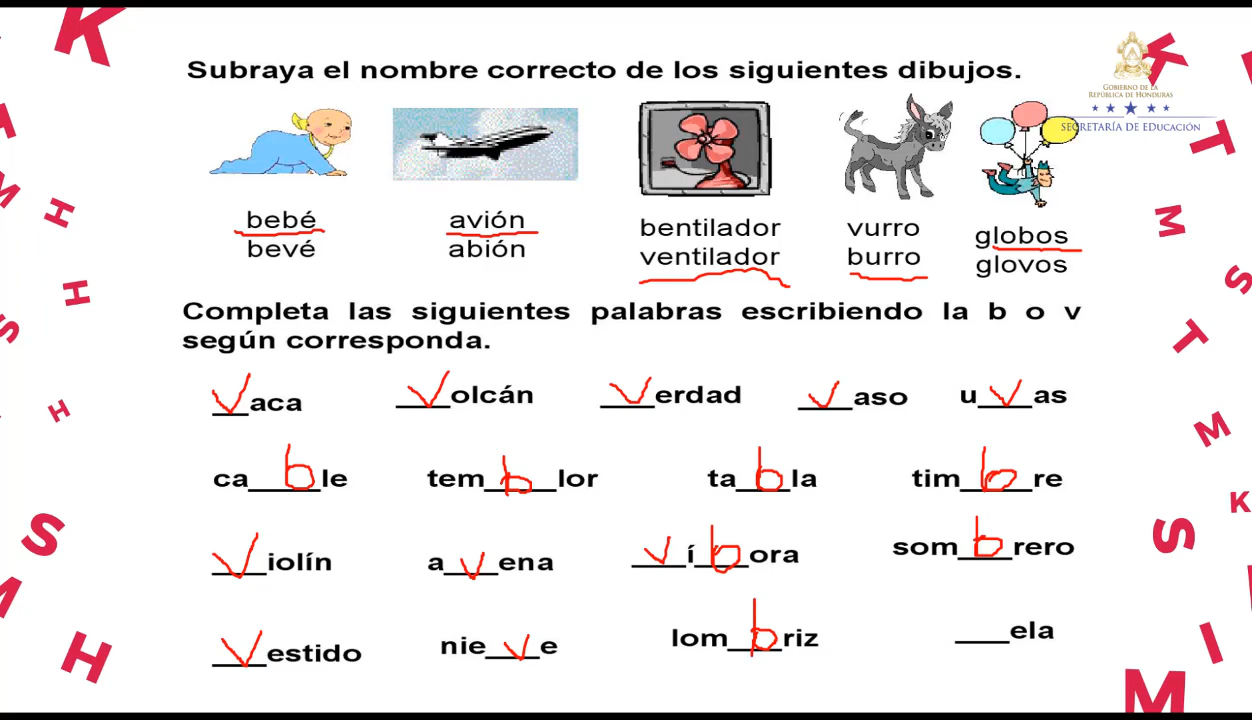 Subraya el nombre correcto de los siguientes dibujos.
GOBIERNO DE LA
REPÚBLICA DE HONDURAS
SECRETARÍA DE EDUCACIÓN
bebé avión bentilador vurro globos
bevé abión ventilador burro glovos
Completa las siguientes palabras escribiendo la b o v
según corresponda.
Vaca Volcán Verdad vaso uvas
cable temblor tabla timbre
Violín avena víbora sombrero
Vestido nieve lombriz ___ela
K
K
T
T
M
M
H
H
S
S
H
T
M
S
K
S
M
H
I
M